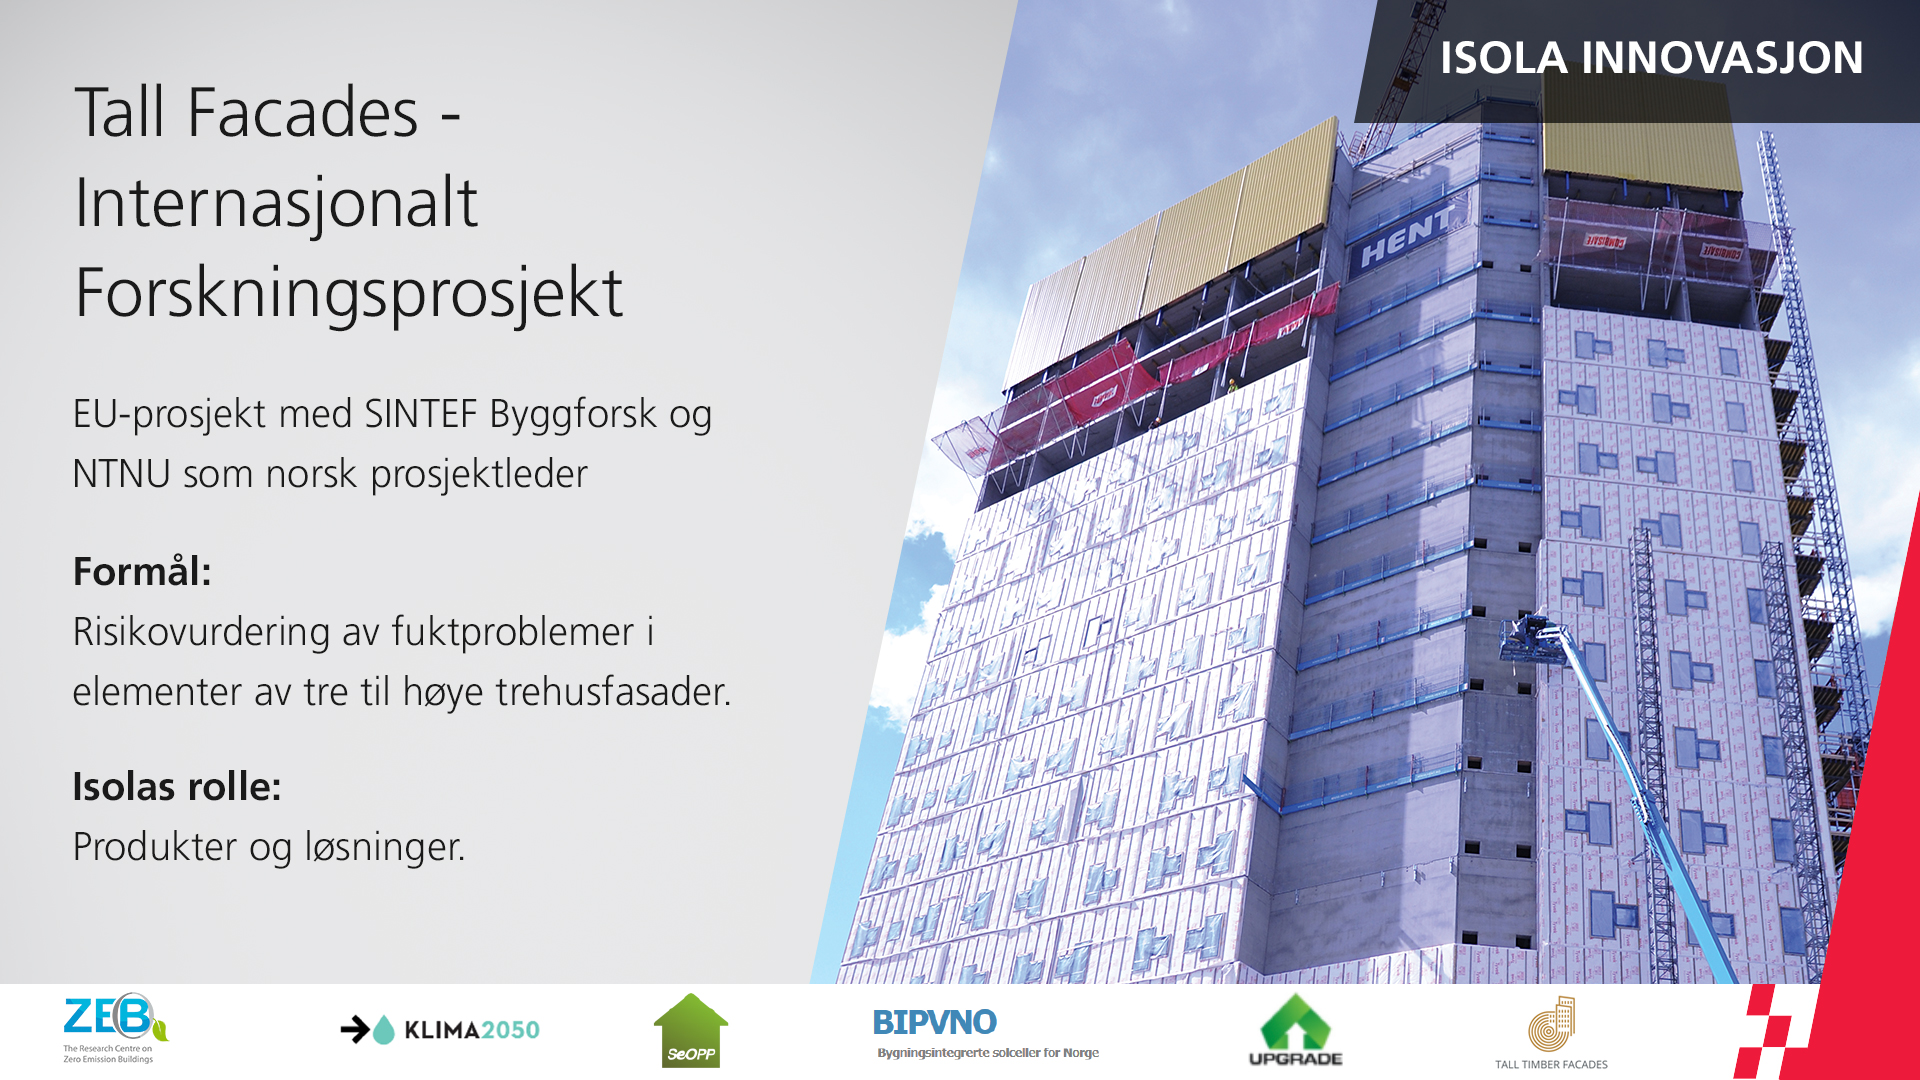 ISOLA INNOVASJON
Tall Facades -
Internasjonalt
Forskningsprosjekt
EU-prosjekt med SINTEF Byggforsk og
NTNU som norsk prosjektleder
Formål:
Risikovurdering av fuktproblemer i
elementer av tre til høye trehusfasader.
Isolas rolle:
Produkter og løsninger.
HENT
COMBISAFE
COMBISAFE
ZEB
The Research Centre on
Zero Emission Buildings
KLIMA2050
SeOPP
BIPVNO
Bygningsintegrerte solceller for Norge
UPGRADE
TALL TIMBER FACADES